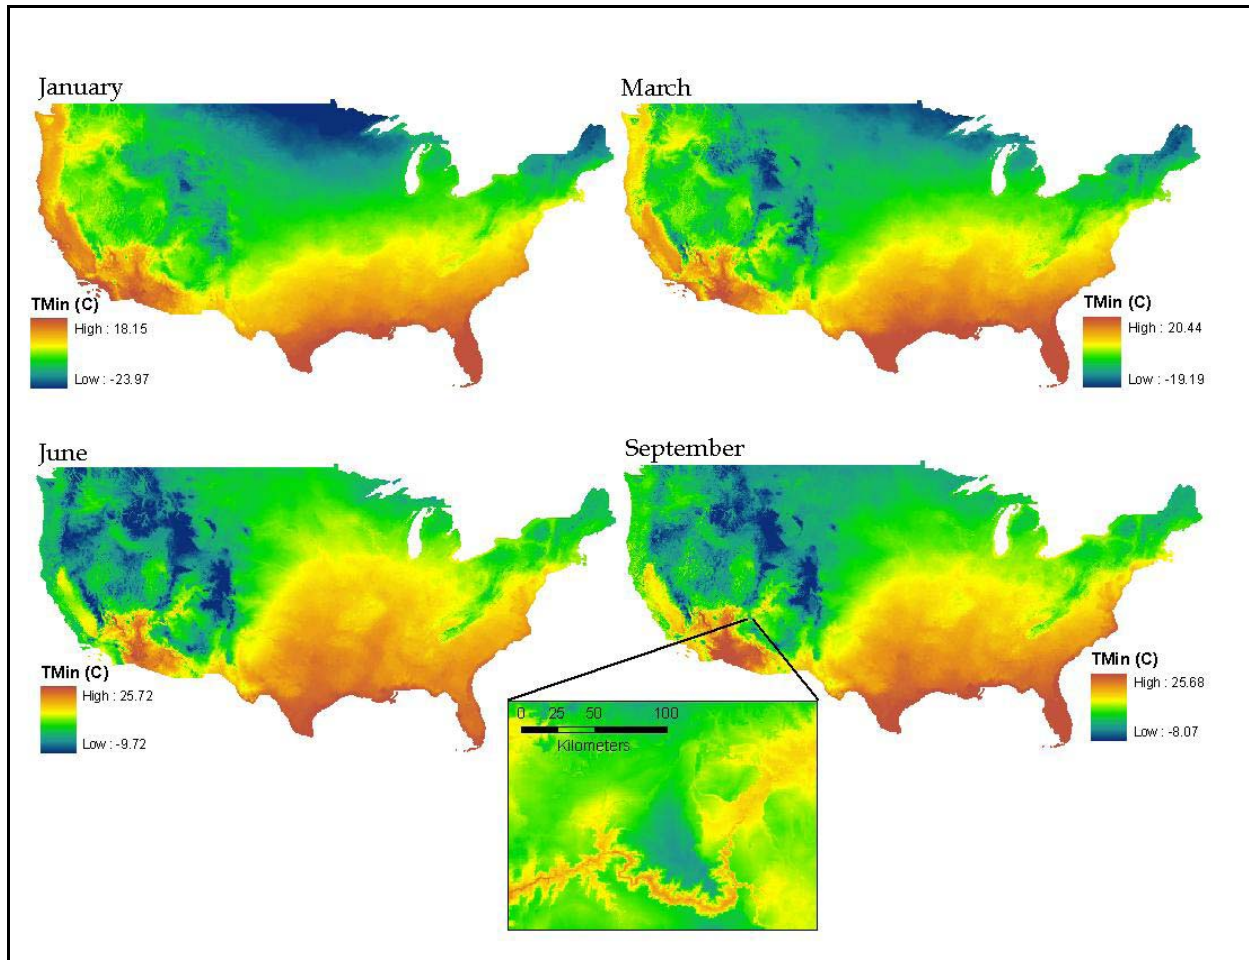 January
March
TMin (C)
High : 18.15
Low : -23.97
TMin (C)
High : 20.44
Low : -19.19
June
September
TMin (C)
High : 25.72
Low : -9.72
TMin (C)
High : 25.68
Low : -8.07
0 25 50 100
Kilometers